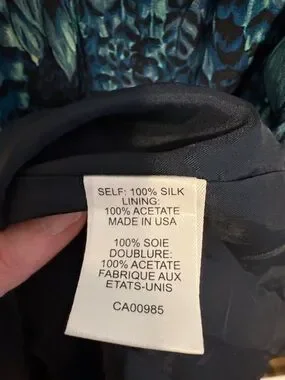 SELF: 100% SILK
LINING:
100% ACETATE
MADE IN USA
100% SOIE
DOUBLURE:
100% ACETATE
FABRIQUE AUX
ETATS-UNIS
CA00985